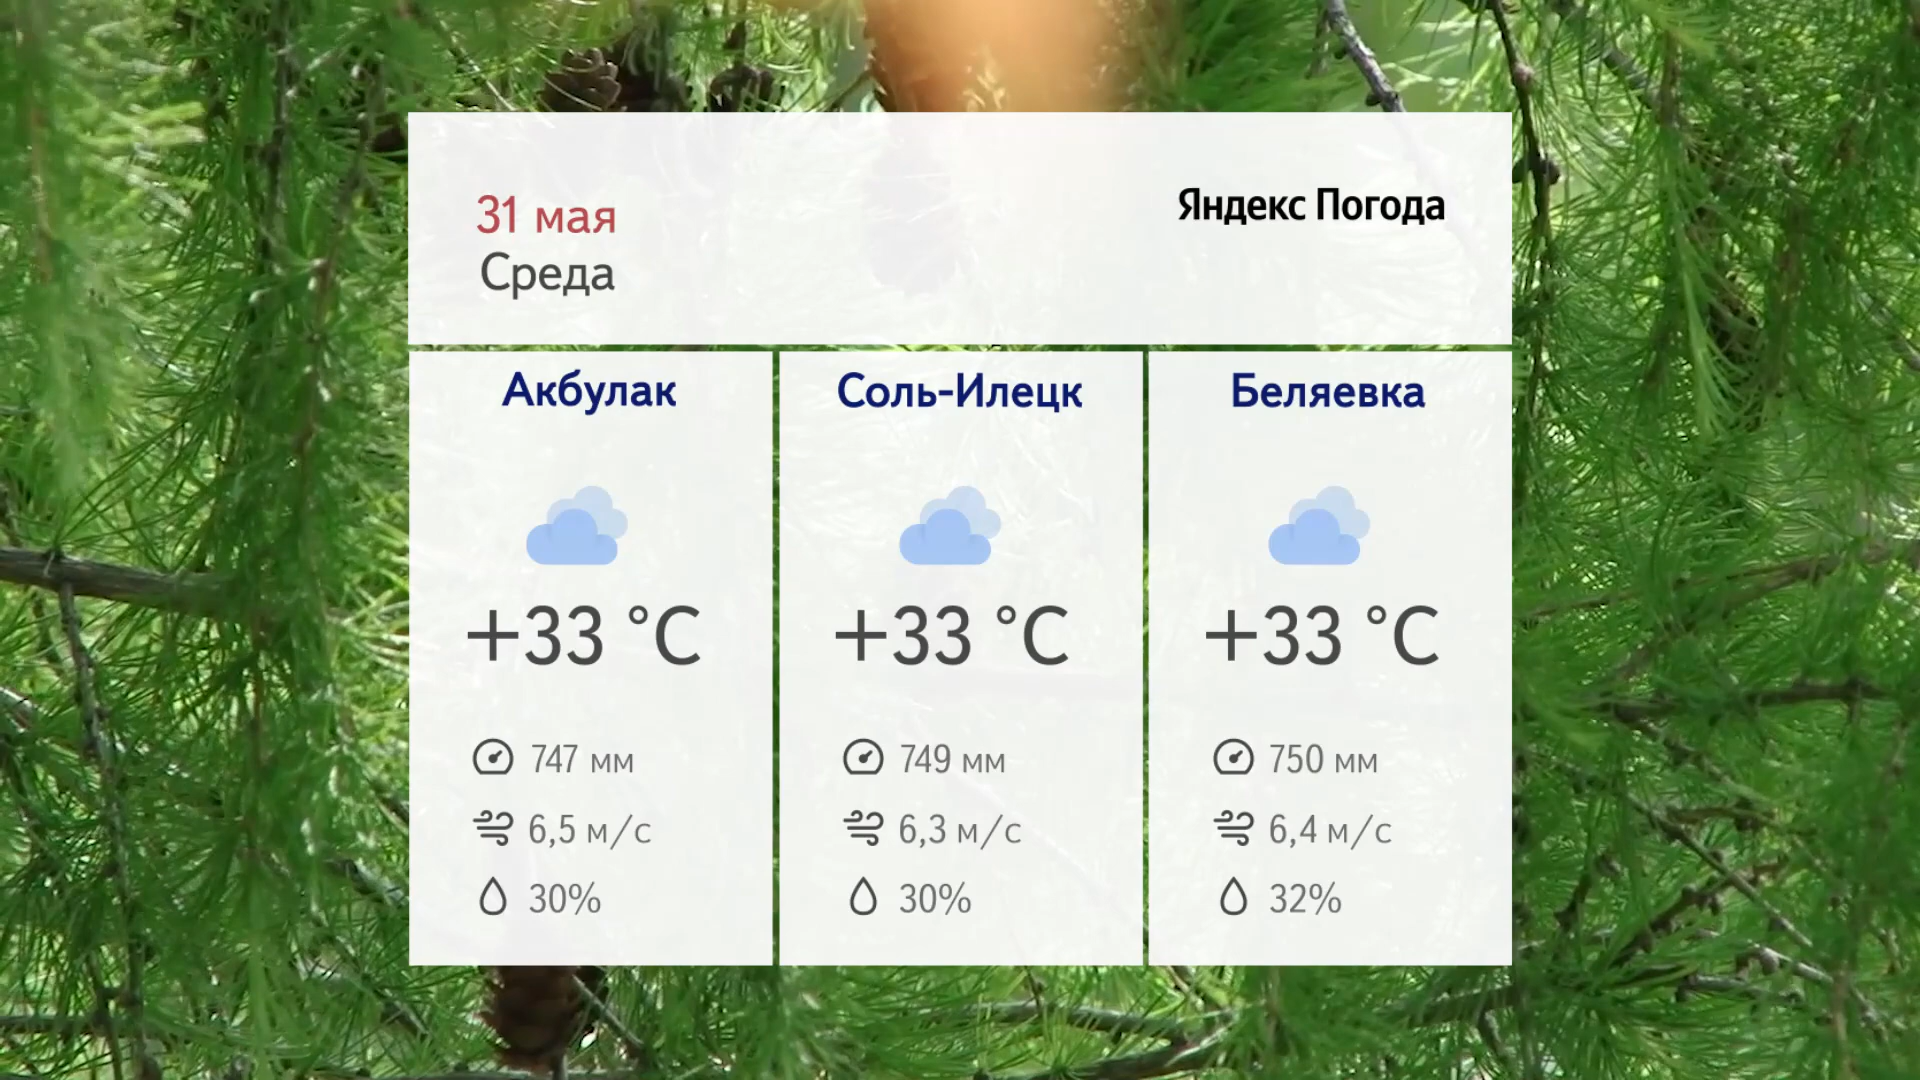 31 мая
Среда
Яндекс Погода
Акбулак
+33 °C
747 мм
6,5 м/с
30%
Соль-Илецк
+33 °C
749 мм
6,3 м/с
30%
Беляевка
+33 °C
750 мм
6,4 м/с
32%